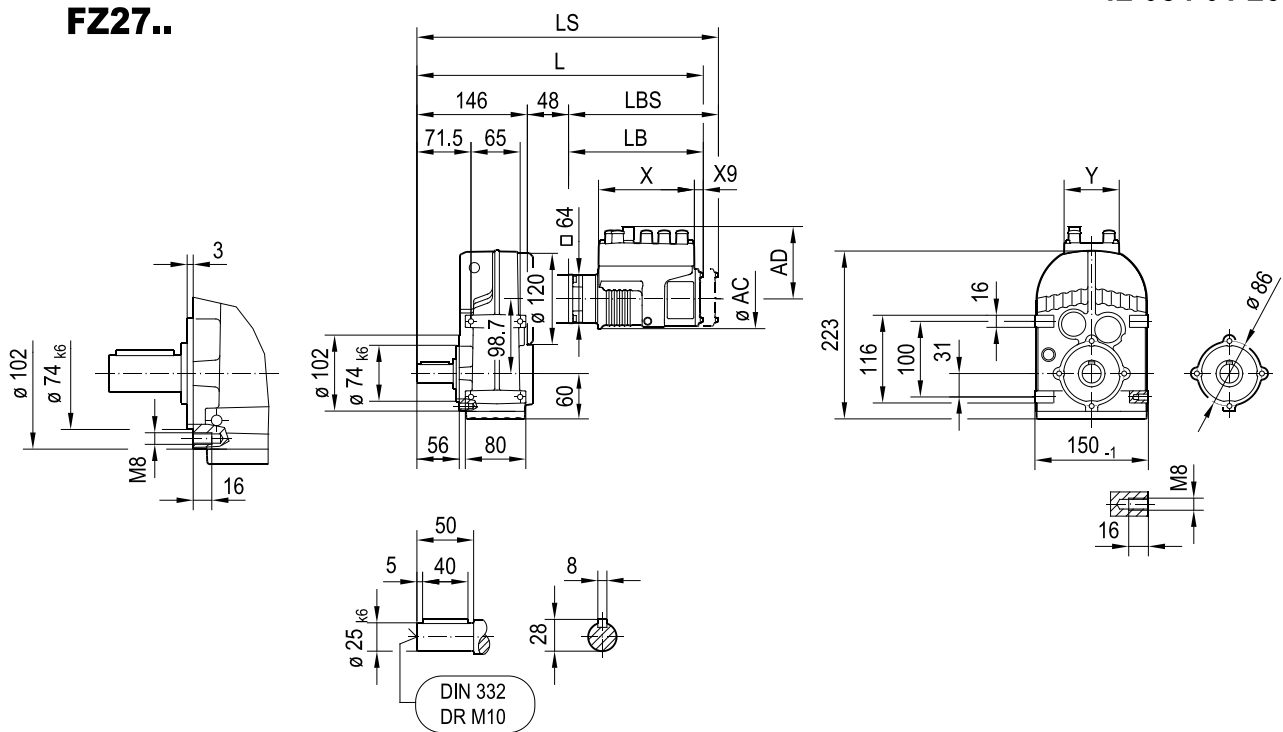 FZ27..
LS
L
146 48 LBS
71.5 65 LB
X X9
Y
□ 64
AD
ø AC
3
ø 120
98.7
ø 102
ø 74 k6
60
56 80
ø 102
ø 74 k6
M8
16
223
116
16
100
31
ø 86
150 -1
M8
16
50
5 40
8
ø 25 k6
28
DIN 332
DR M10